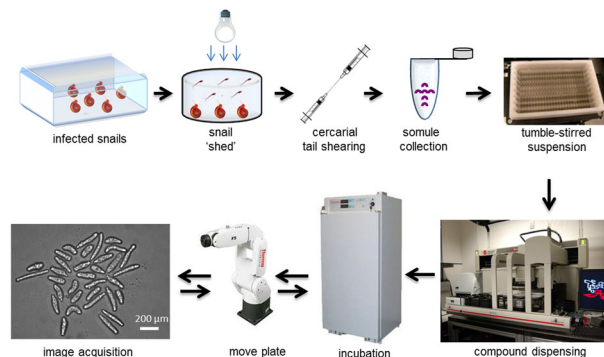 infected snails
snail
'shed'
cercarial
tail shearing
somule
collection
tumble-stirred
suspension
200 μm
image acquisition
move plate
incubation
compound dispensing